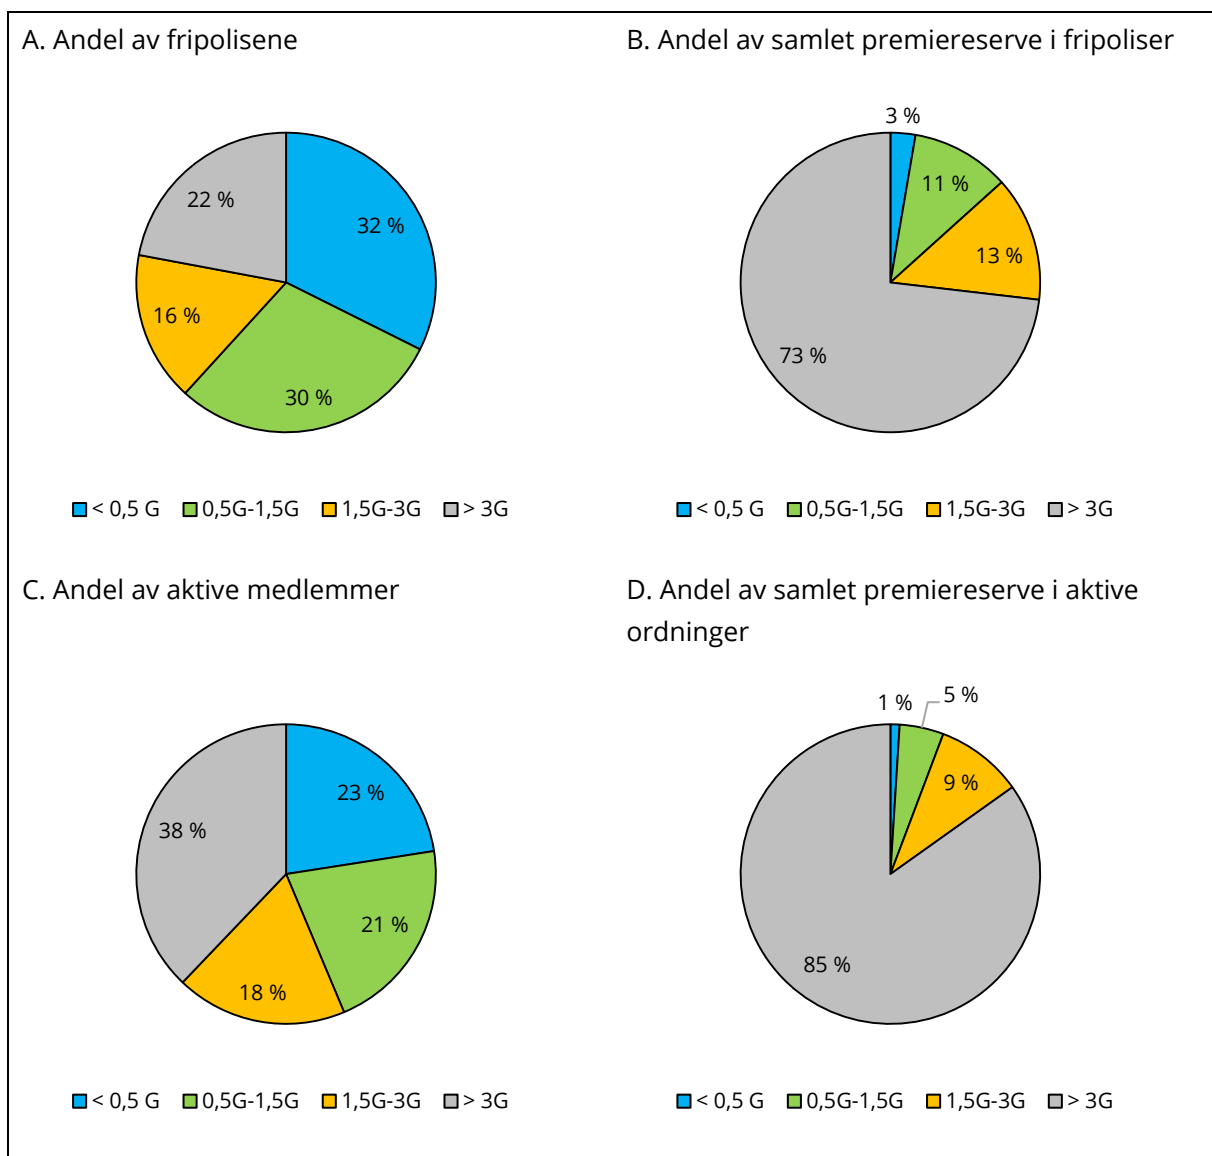 A. Andel av fripolisene
22 %
32 %
16 %
30 %
< 0,5 G 0,5G-1,5G 1,5G-3G > 3G
B. Andel av samlet premiereserve i fripoliser
3 %
11 %
13 %
73 %
< 0,5 G 0,5G-1,5G 1,5G-3G > 3G
C. Andel av aktive medlemmer
23 %
38 %
21 %
18 %
< 0,5 G 0,5G-1,5G 1,5G-3G > 3G
D. Andel av samlet premiereserve i aktive
ordninger
1 % 5 %
9 %
85 %
< 0,5 G 0,5G-1,5G 1,5G-3G > 3G